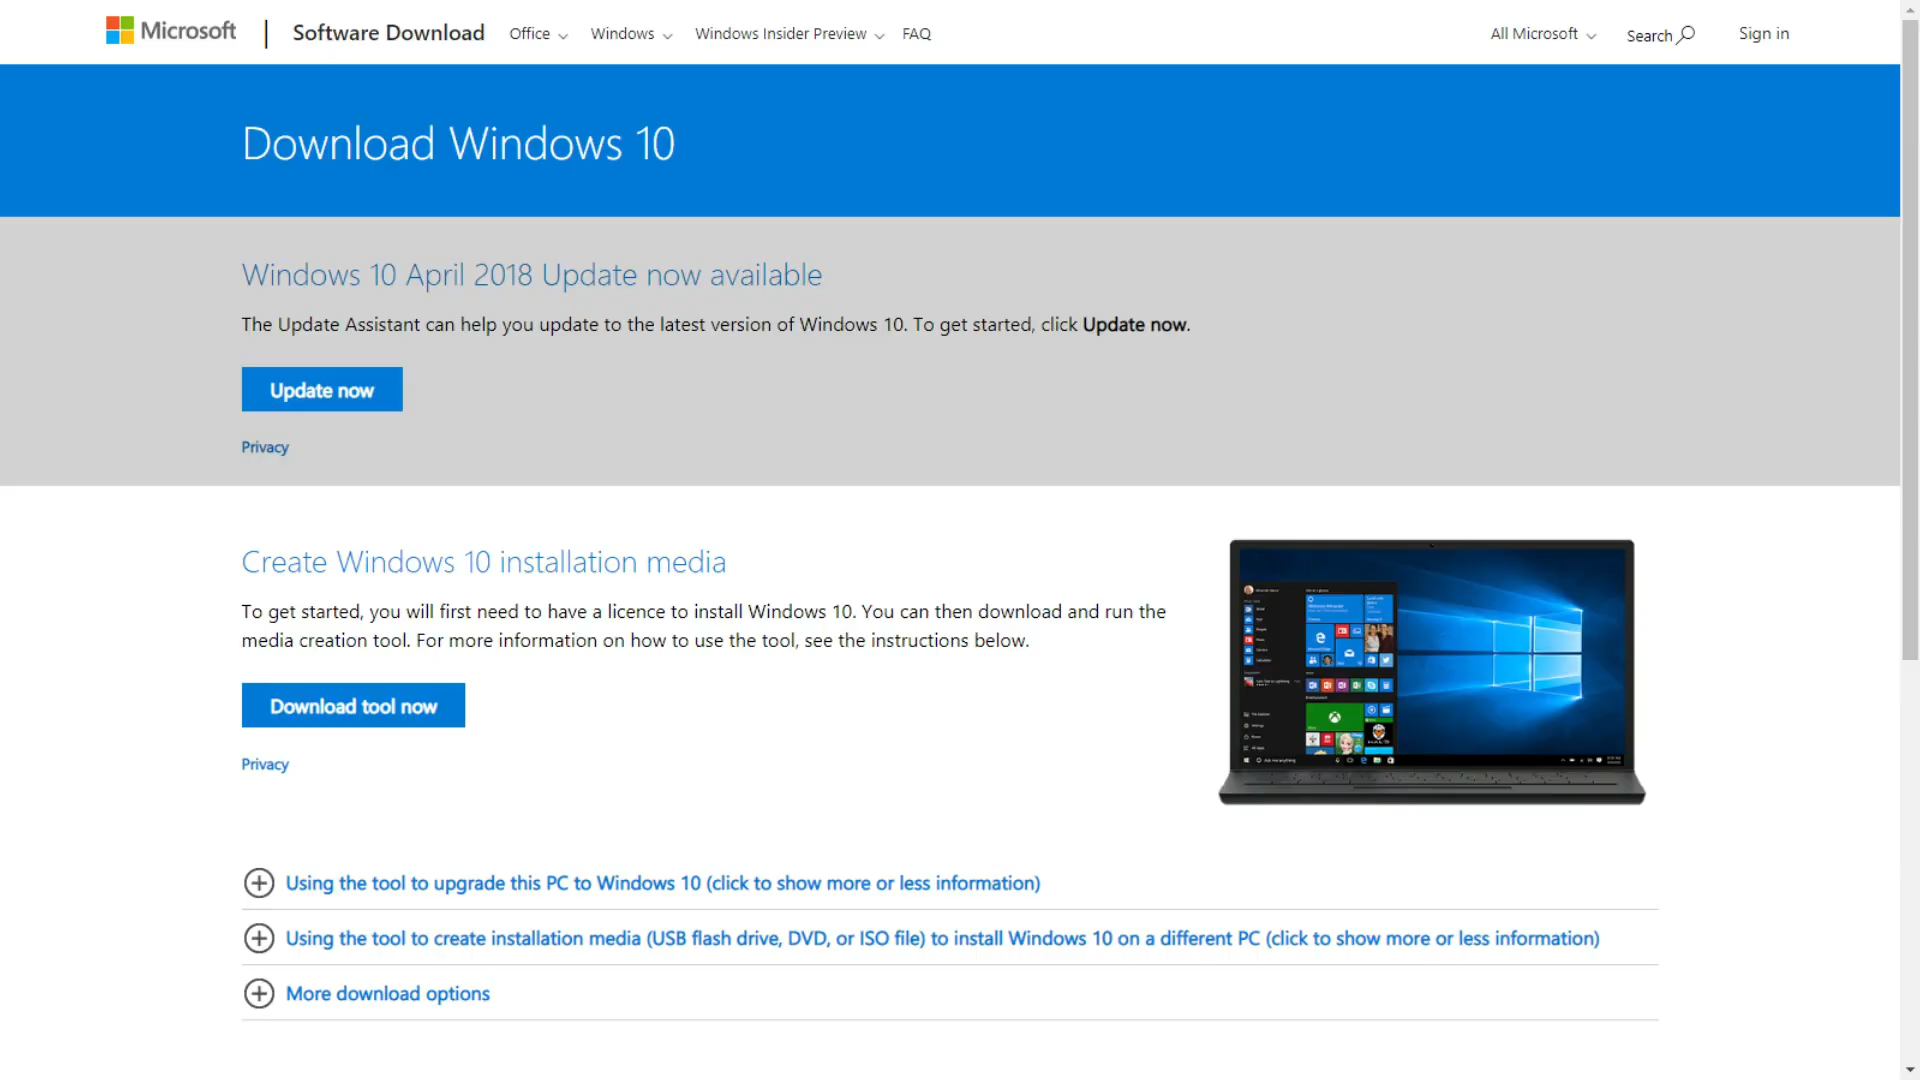 Microsoft
Software Download
Office
Windows
Windows Insider Preview
FAQ
All Microsoft
Search
Sign in
Download Windows 10
Windows 10 April 2018 Update now available
The Update Assistant can help you update to the latest version of Windows 10. To get started, click Update now.
Update now
Privacy
Create Windows 10 installation media
To get started, you will first need to have a licence to install Windows 10. You can then download and run the
media creation tool. For more information on how to use the tool, see the instructions below.
Download tool now
Privacy
Using the tool to upgrade this PC to Windows 10 (click to show more or less information)
Using the tool to create installation media (USB flash drive, DVD, or ISO file) to install Windows 10 on a different PC (click to show more or less information)
More download options